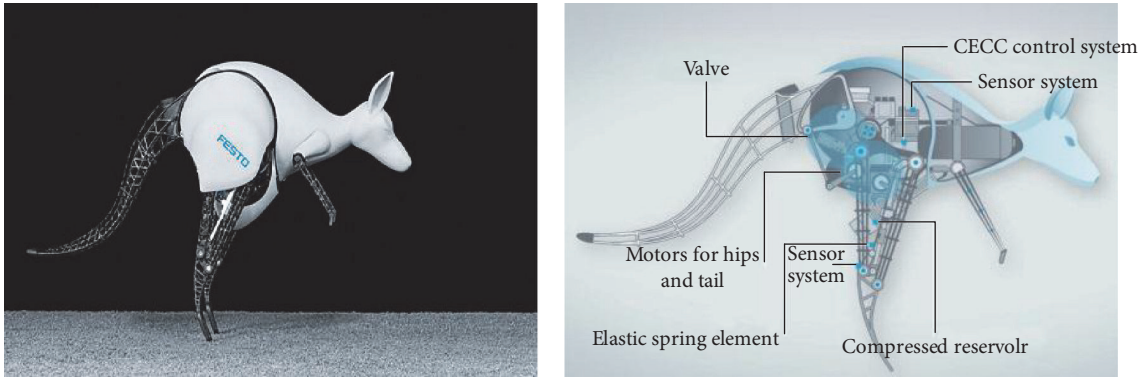 FESTO
CECC control system
Valve
Sensor system
Motors for hips
and tail
Sensor
system
Elastic spring element
Compressed reservolr